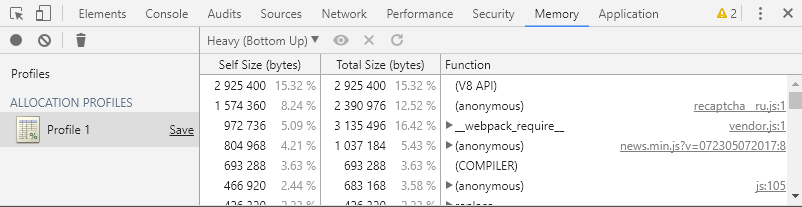 Elements Console Sources Audits Network Performance Security Memory Application 2
Heavy (Bottom Up) ▼
Profiles
ALLOCATION PROFILES
Profile 1 Save
Self Size (bytes) Total Size (bytes) Function
2 925 400 15.32 % 2 925 400 15.32 % (V8 API)
1 574 360 8.24 % 2 390 976 12.52 % (anonymous) recaptcha__ru.js:1
972 736 5.09 % 3 135 496 16.42 % __webpack_require__ vendor.js:1
804 968 4.21 % 1 037 184 5.43 % (anonymous) news.min.js?v=072305072017:8
693 288 3.63 % 693 288 3.63 % (COMPILER)
466 920 2.44 % 683 168 3.58 % (anonymous) js:105